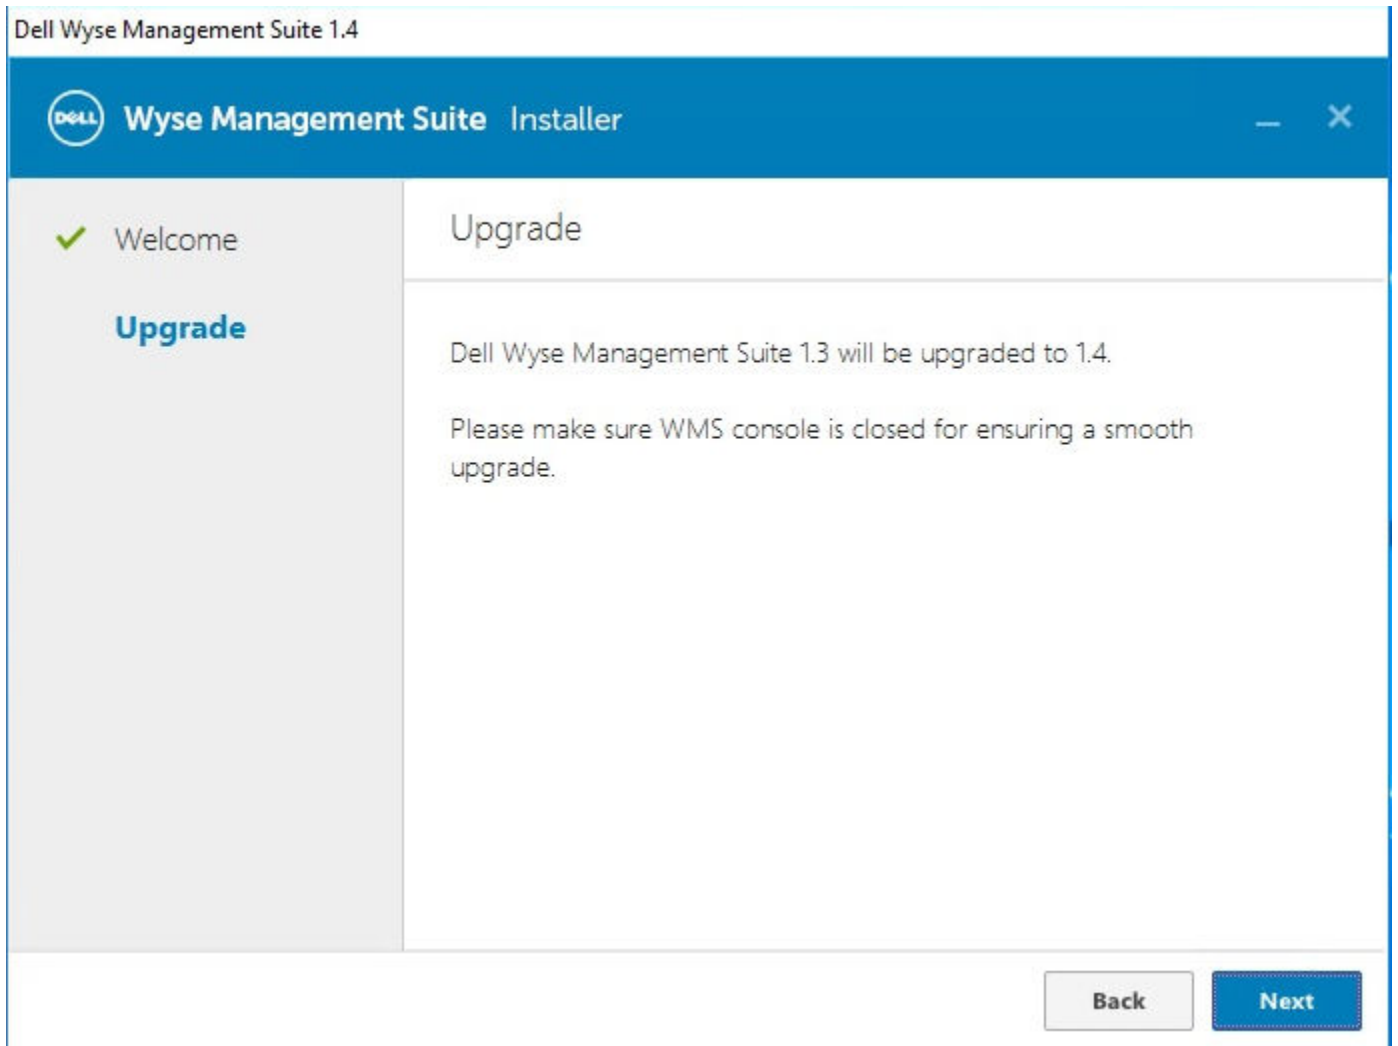 Dell Wyse Management Suite 1.4
DELL Wyse Management Suite Installer
Welcome
Upgrade
Upgrade
Dell Wyse Management Suite 1.3 will be upgraded to 1.4.
Please make sure WMS console is closed for ensuring a smooth
upgrade.
Back Next